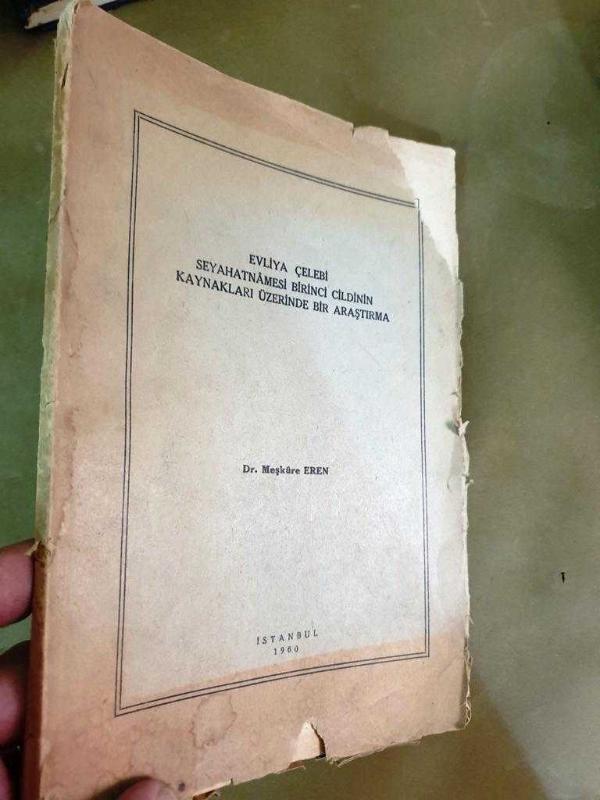 EVLİYA ÇELEBİ
SEYAHATNÂMESİ BİRİNCİ CİLDİNİN
KAYNAKLARI ÜZERİNDE BİR ARAŞTIRMA
Dr. Meşkûre EREN
İSTANBUL
1960